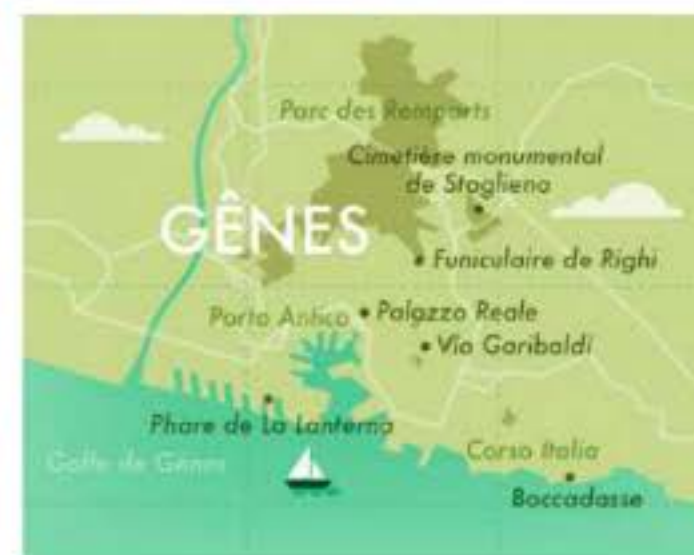 Parc des Remparts
Cimetière monumental
de Staglieno
GÊNES
Funiculaire de Righi
Porto Antico
Palazzo Reale
Via Garibaldi
Phare de La Lanterna
Golfe de Gênes
Corso Italia
Boccadasse